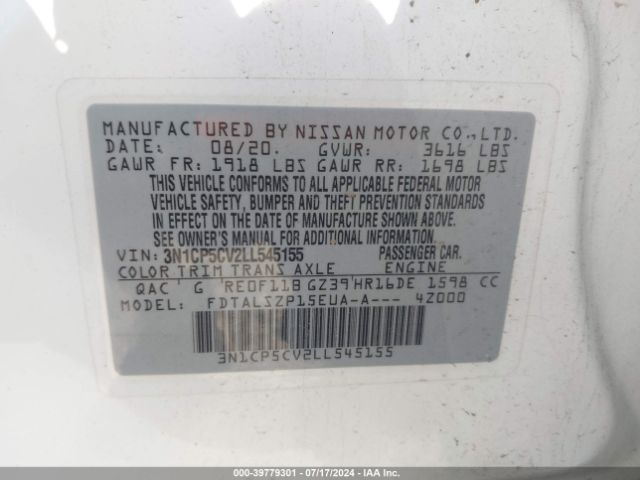 MANUFACTURED BY NISSAN MOTOR CO.,LTD.
DATE: 08/20. GVWR: 3616 LBS
GAWR FR: 1918 LBS GAWR RR: 1698 LBS
THIS VEHICLE CONFORMS TO ALL APPLICABLE FEDERAL MOTOR
VEHICLE SAFETY, BUMPER AND THEFT PREVENTION STANDARDS
IN EFFECT ON THE DATE OF MANUFACTURE SHOWN ABOVE.
SEE OWNER'S MANUAL FOR ADDITIONAL INFORMATION.
VIN: 3N1CP5CV2LL545155 PASSENGER CAR.
COLOR TRIM TRANS AXLE ENGINE
QAC G RE0F11B GZ39 HR16DE 1598 CC
MODEL: FDTALSZP15EUA-A--- 4Z000
3N1CP5CV2LL545155
000-39779301 / 07/17/2024 / IAAI.COM